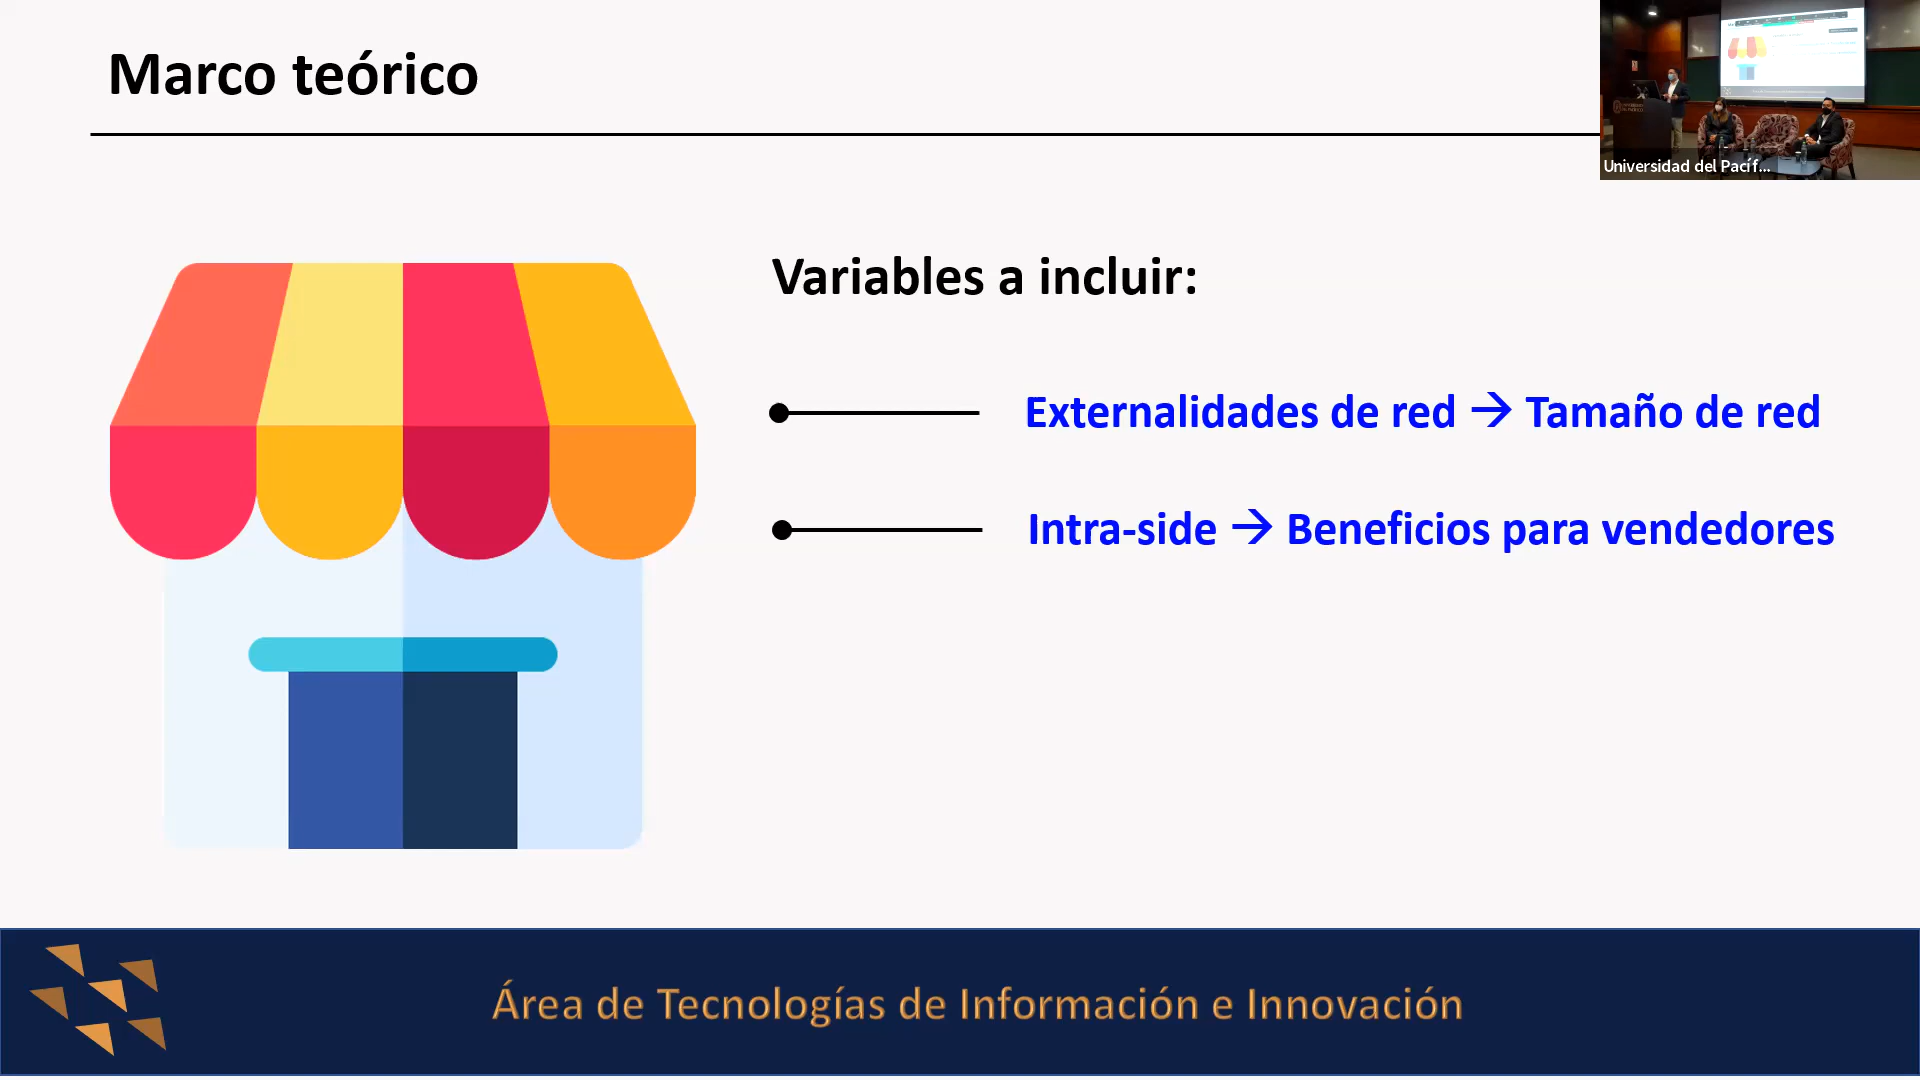 Marco teórico
Universidad del Pacíf...
Variables a incluir:
Externalidades de red → Tamaño de red
Intra-side → Beneficios para vendedores
Área de Tecnologías de Información e Innovación